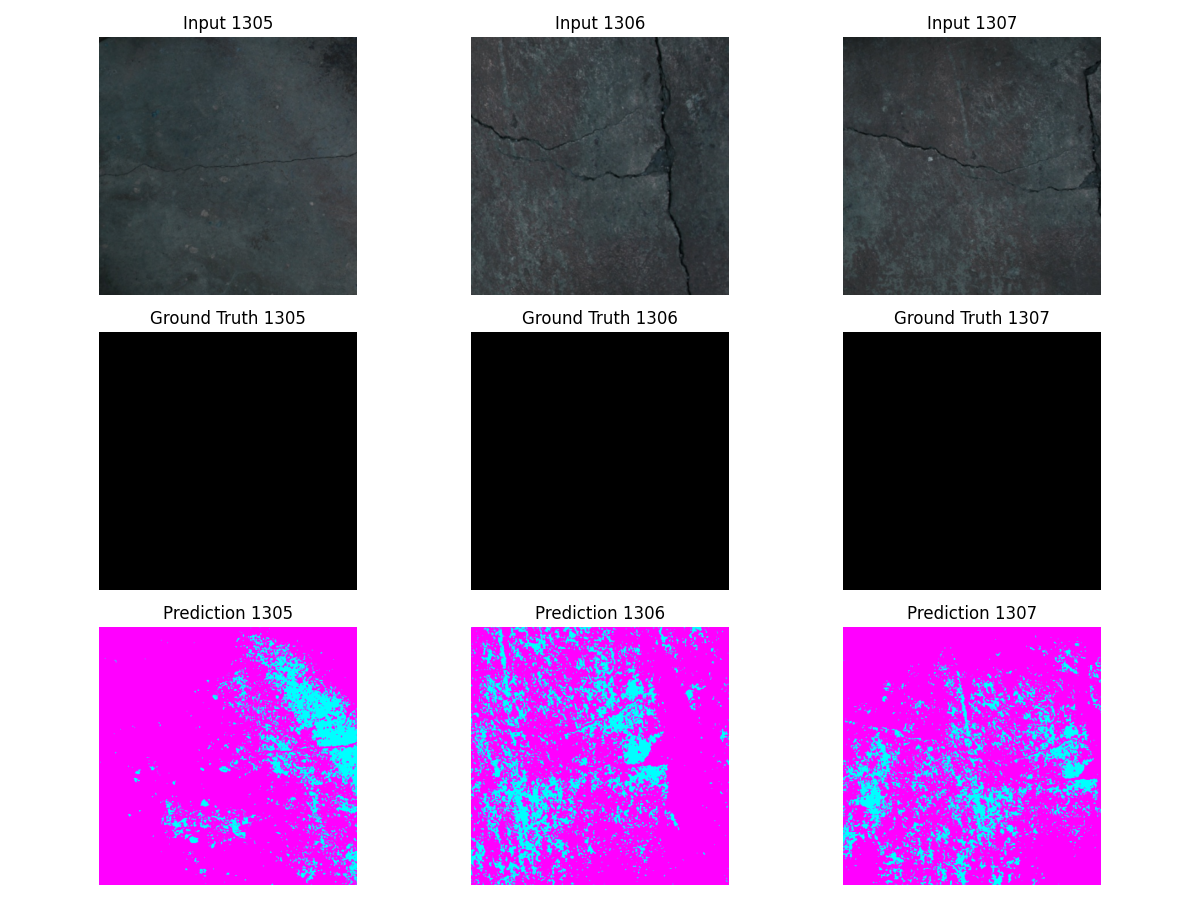 Input 1305
Input 1306
Input 1307
Ground Truth 1305
Ground Truth 1306
Ground Truth 1307
Prediction 1305
Prediction 1306
Prediction 1307